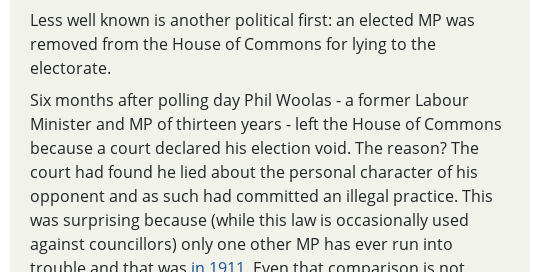 Less well known is another political first: an elected MP was
removed from the House of Commons for lying to the
electorate.
Six months after polling day Phil Woolas - a former Labour
Minister and MP of thirteen years - left the House of Commons
because a court declared his election void. The reason? The
court had found he lied about the personal character of his
opponent and as such had committed an illegal practice. This
was surprising because (while this law is occasionally used
against councillors) only one other MP has ever run into
trouble and that was in 1911. Even that comparison is not